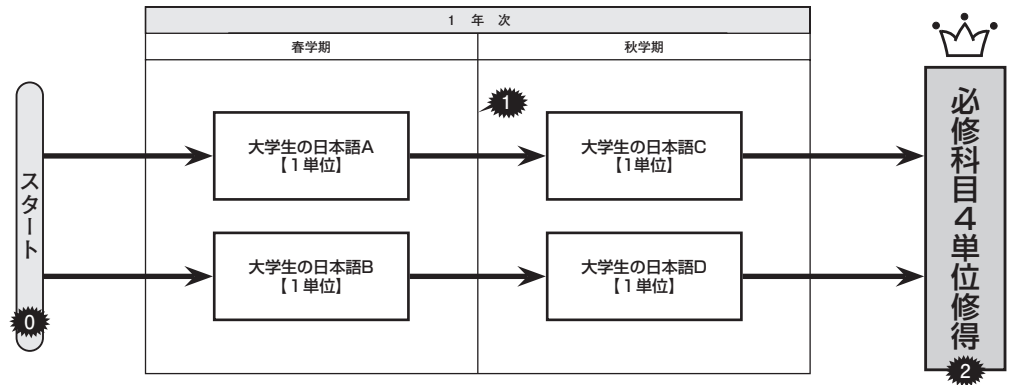 1 年 次
春学期
秋学期
スタート
0
1
大学生の日本語A
【1単位】
大学生の日本語C
【1単位】
大学生の日本語B
【1単位】
大学生の日本語D
【1単位】
必修科目4単位修得
2